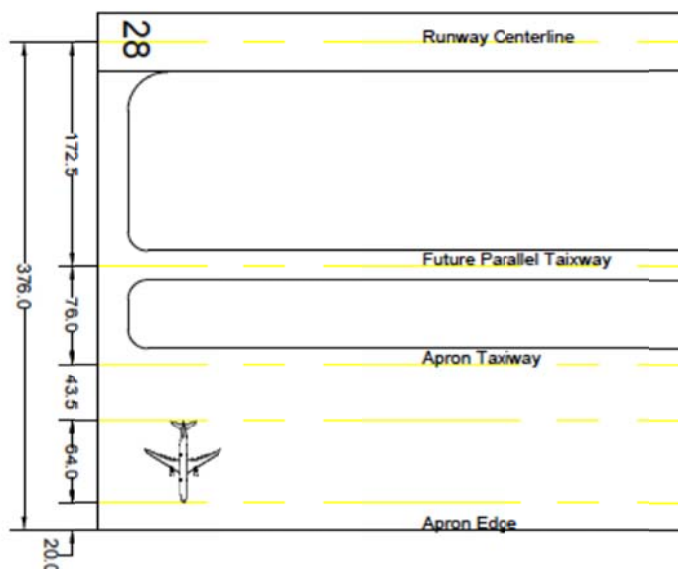 28
Runway Centerline
172.5
Future Parallel Taixway
376.0
76.0
Apron Taxiway
43.5
64.0
Apron Edge
20.0